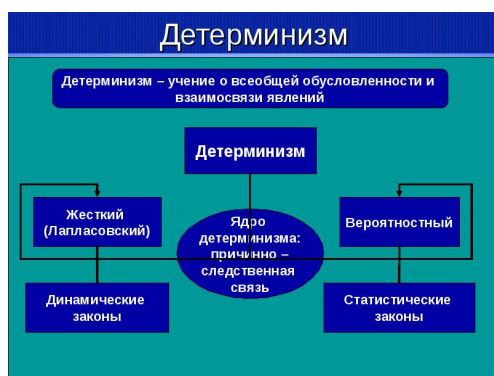 Детерминизм
Детерминизм – учение о всеобщей обусловленности и
взаимосвязи явлений
Детерминизм
Жесткий
(Лапласовский)
Ядро
детерминизма:
причинно –
следственная
связь
Вероятностный
Динамические
законы
Статистические
законы